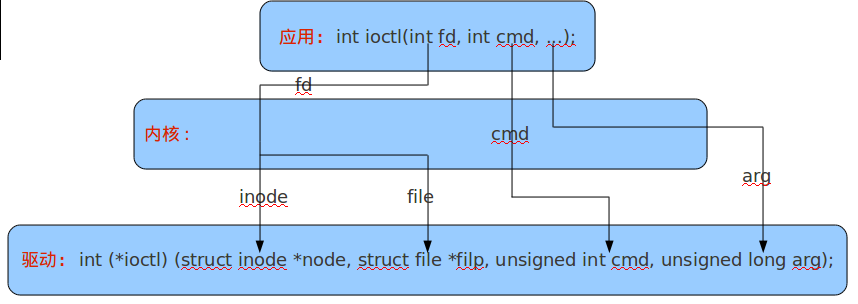 应用：int ioctl(int fd, int cmd, ...);
fd
内核：
cmd
inode
file
arg
驱动：int (*ioctl) (struct inode *node, struct file *filp, unsigned int cmd, unsigned long arg);